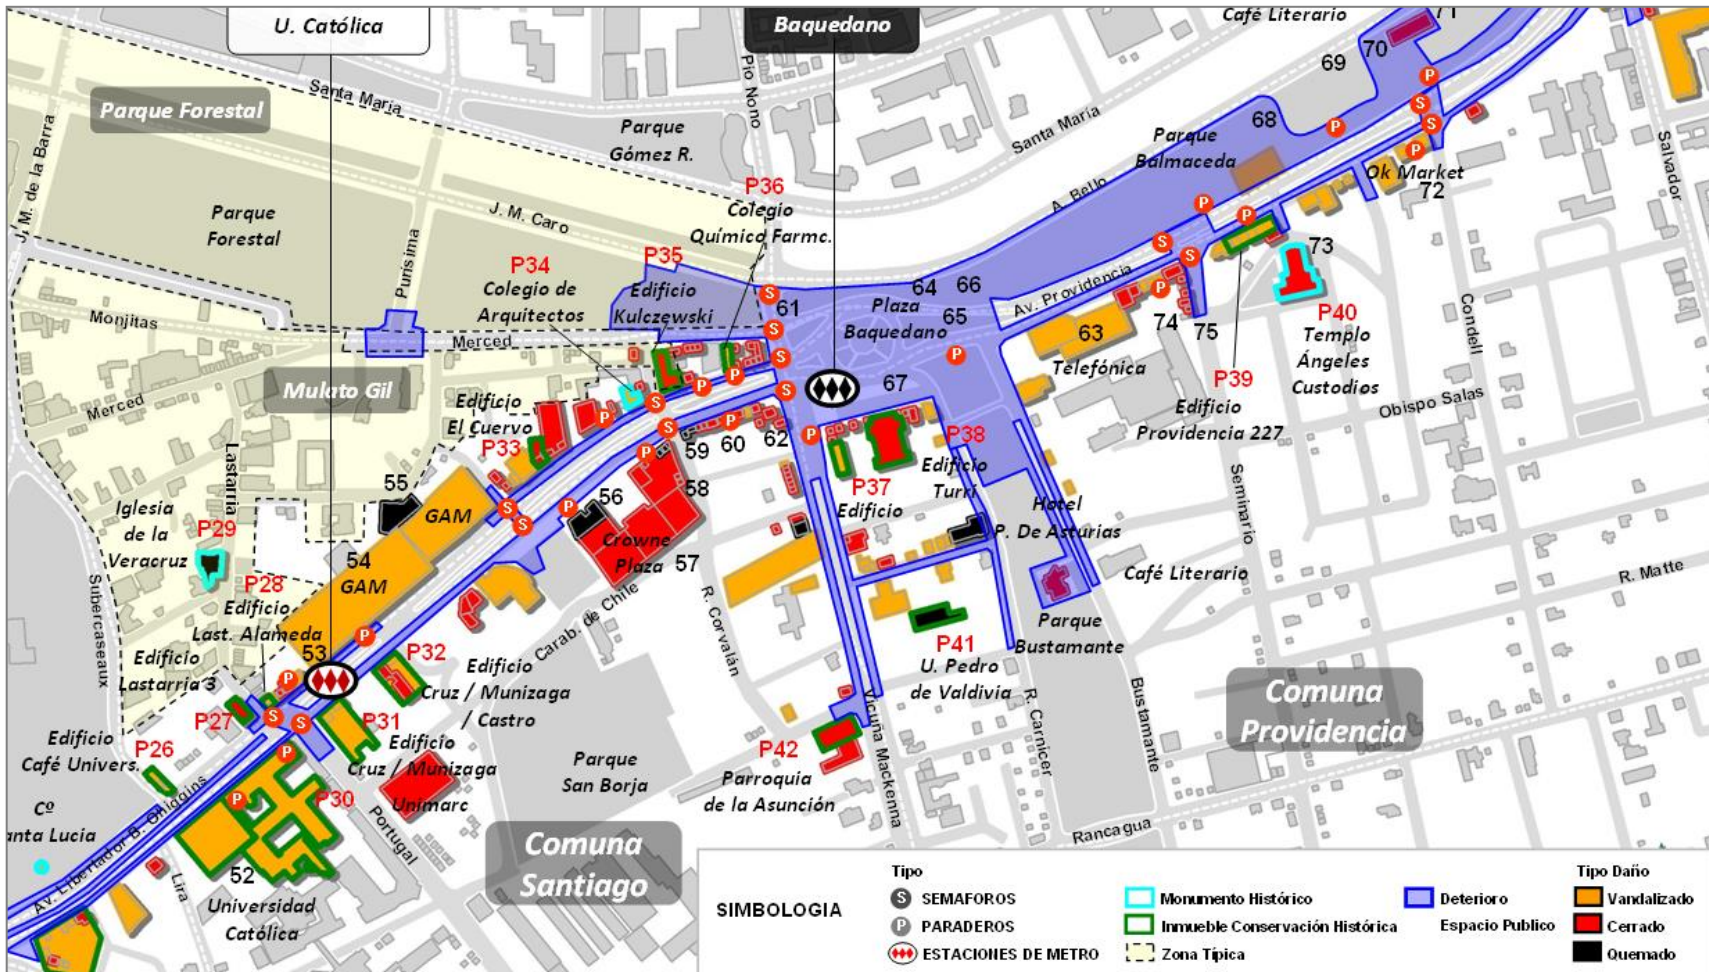 U. Católica
Baquedano
Café Literario
71
70
69
68
Parque Forestal
Santa María
Pio Nono
Parque
Gómez R.
Santa María
Parque
Balmaceda
Ok Market
72
Salvador
J. M. de la Barra
Parque
Forestal
Purísima
J. M. Caro
P36
Colegio
Químico Farmc.
A. Bello
P34
Colegio de
Arquitectos
P35
Edificio
Kulczewski
61
64
66
65
Plaza
Baquedano
Av. Providencia
73
P40
Templo
Ángeles
Custodios
Condell
Monjitas
Merced
63
Telefónica
74
75
P39
Edificio
Providencia 227
Obispo Salas
Mulato Gil
Merced
Lastarria
Edificio
El Cuervo
P33
67
59
60
62
P38
Edificio
Turri
P37
Edificio
Seminario
55
GAM
56
58
Crowne
Plaza
57
Hotel
P. De Asturias
Iglesia
de la
Veracruz
P29
54
GAM
Café Literario
R. Matte
Subercaseaux
P28
Edificio
Last. Alameda
53
Carab. de Chile
R. Corvalán
P41
U. Pedro
de Valdivia
Parque
Bustamante
Edificio
Lastarria 3
P27
P32
Edificio
Cruz / Munizaga
/ Castro
Comuna
Providencia
P31
Edificio
Cruz / Munizaga
Unimarc
Parque
San Borja
P42
Parroquia
de la Asunción
Vicuña Mackenna
R. Carnicer
Bustamante
Edificio
Café Univers.
P26
P30
Portugal
Rancagua
Cº
anta Lucia
Av. Libertador B. Ohiggins
Lira
52
Universidad
Católica
Comuna
Santiago
SIMBOLOGIA
Tipo
S SEMAFOROS
P PARADEROS
ESTACIONES DE METRO
Monumento Histórico
Inmueble Conservación Histórica
Zona Típica
Deterioro
Espacio Publico
Tipo Daño
Vandalizado
Cerrado
Quemado